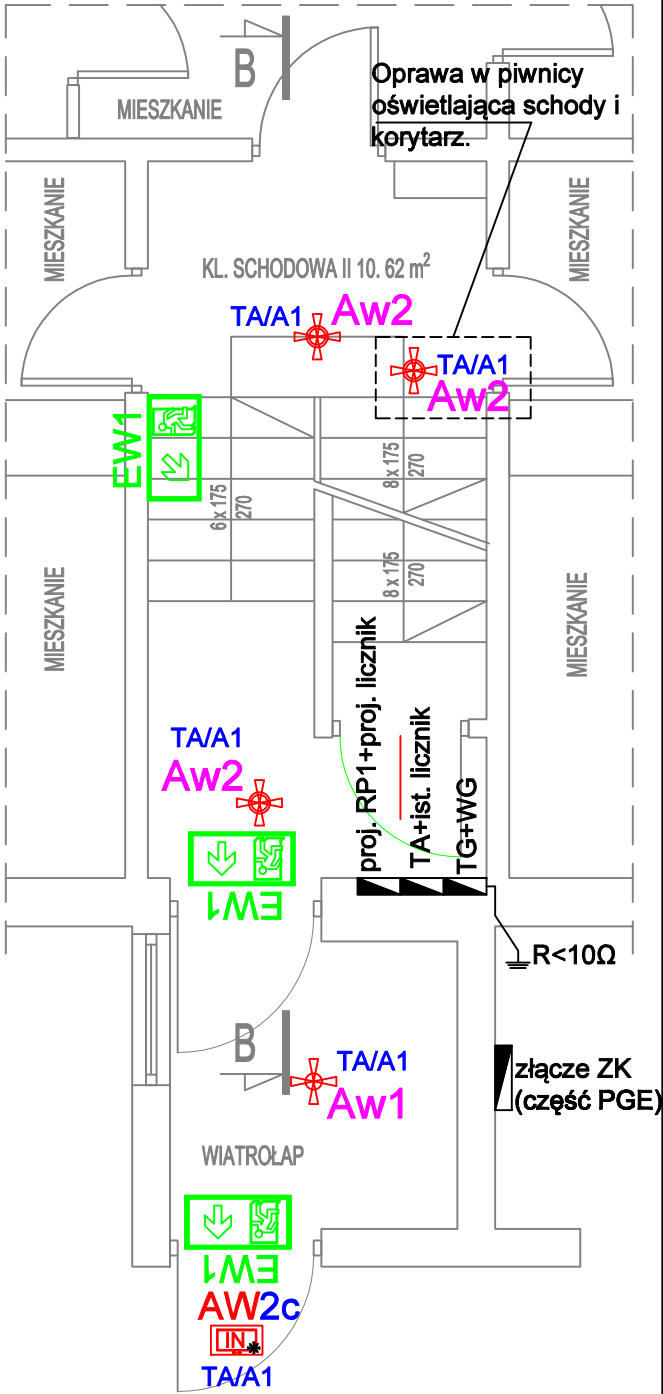 B
Oprawa w piwnicy
oświetlająca schody i
korytarz.
MIESZKANIE
MIESZKANIE
MIESZKANIE
KL. SCHODOWA II 10. 62 m²
TA/A1 Aw2
TA/A1
Aw2
EW1
6 x 175
270
8 x 175
270
8 x 175
270
MIESZKANIE
MIESZKANIE
proj. RP1+proj. licznik
TA+ist. licznik
TG+WG
TA/A1
Aw2
EW1
R<10Ω
B
TA/A1
Aw1
złącze ZK
(część PGE)
WIATROŁAP
EW1
AW2c
IN
*
TA/A1